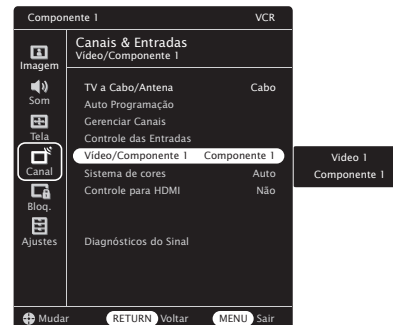 Componente 1 VCR
Canais & Entradas
Vídeo/Componente 1
Imagem
Som
Tela
Canal
Bloq.
Ajustes
TV a Cabo/Antena Cabo
Auto Programação
Gerenciar Canais
Controle das Entradas
Vídeo/Componente 1 Componente 1
Sistema de cores Auto
Controle para HDMI Não
Diagnósticos do Sinal
Video 1
Componente 1
Mudar RETURN Voltar MENU Sair